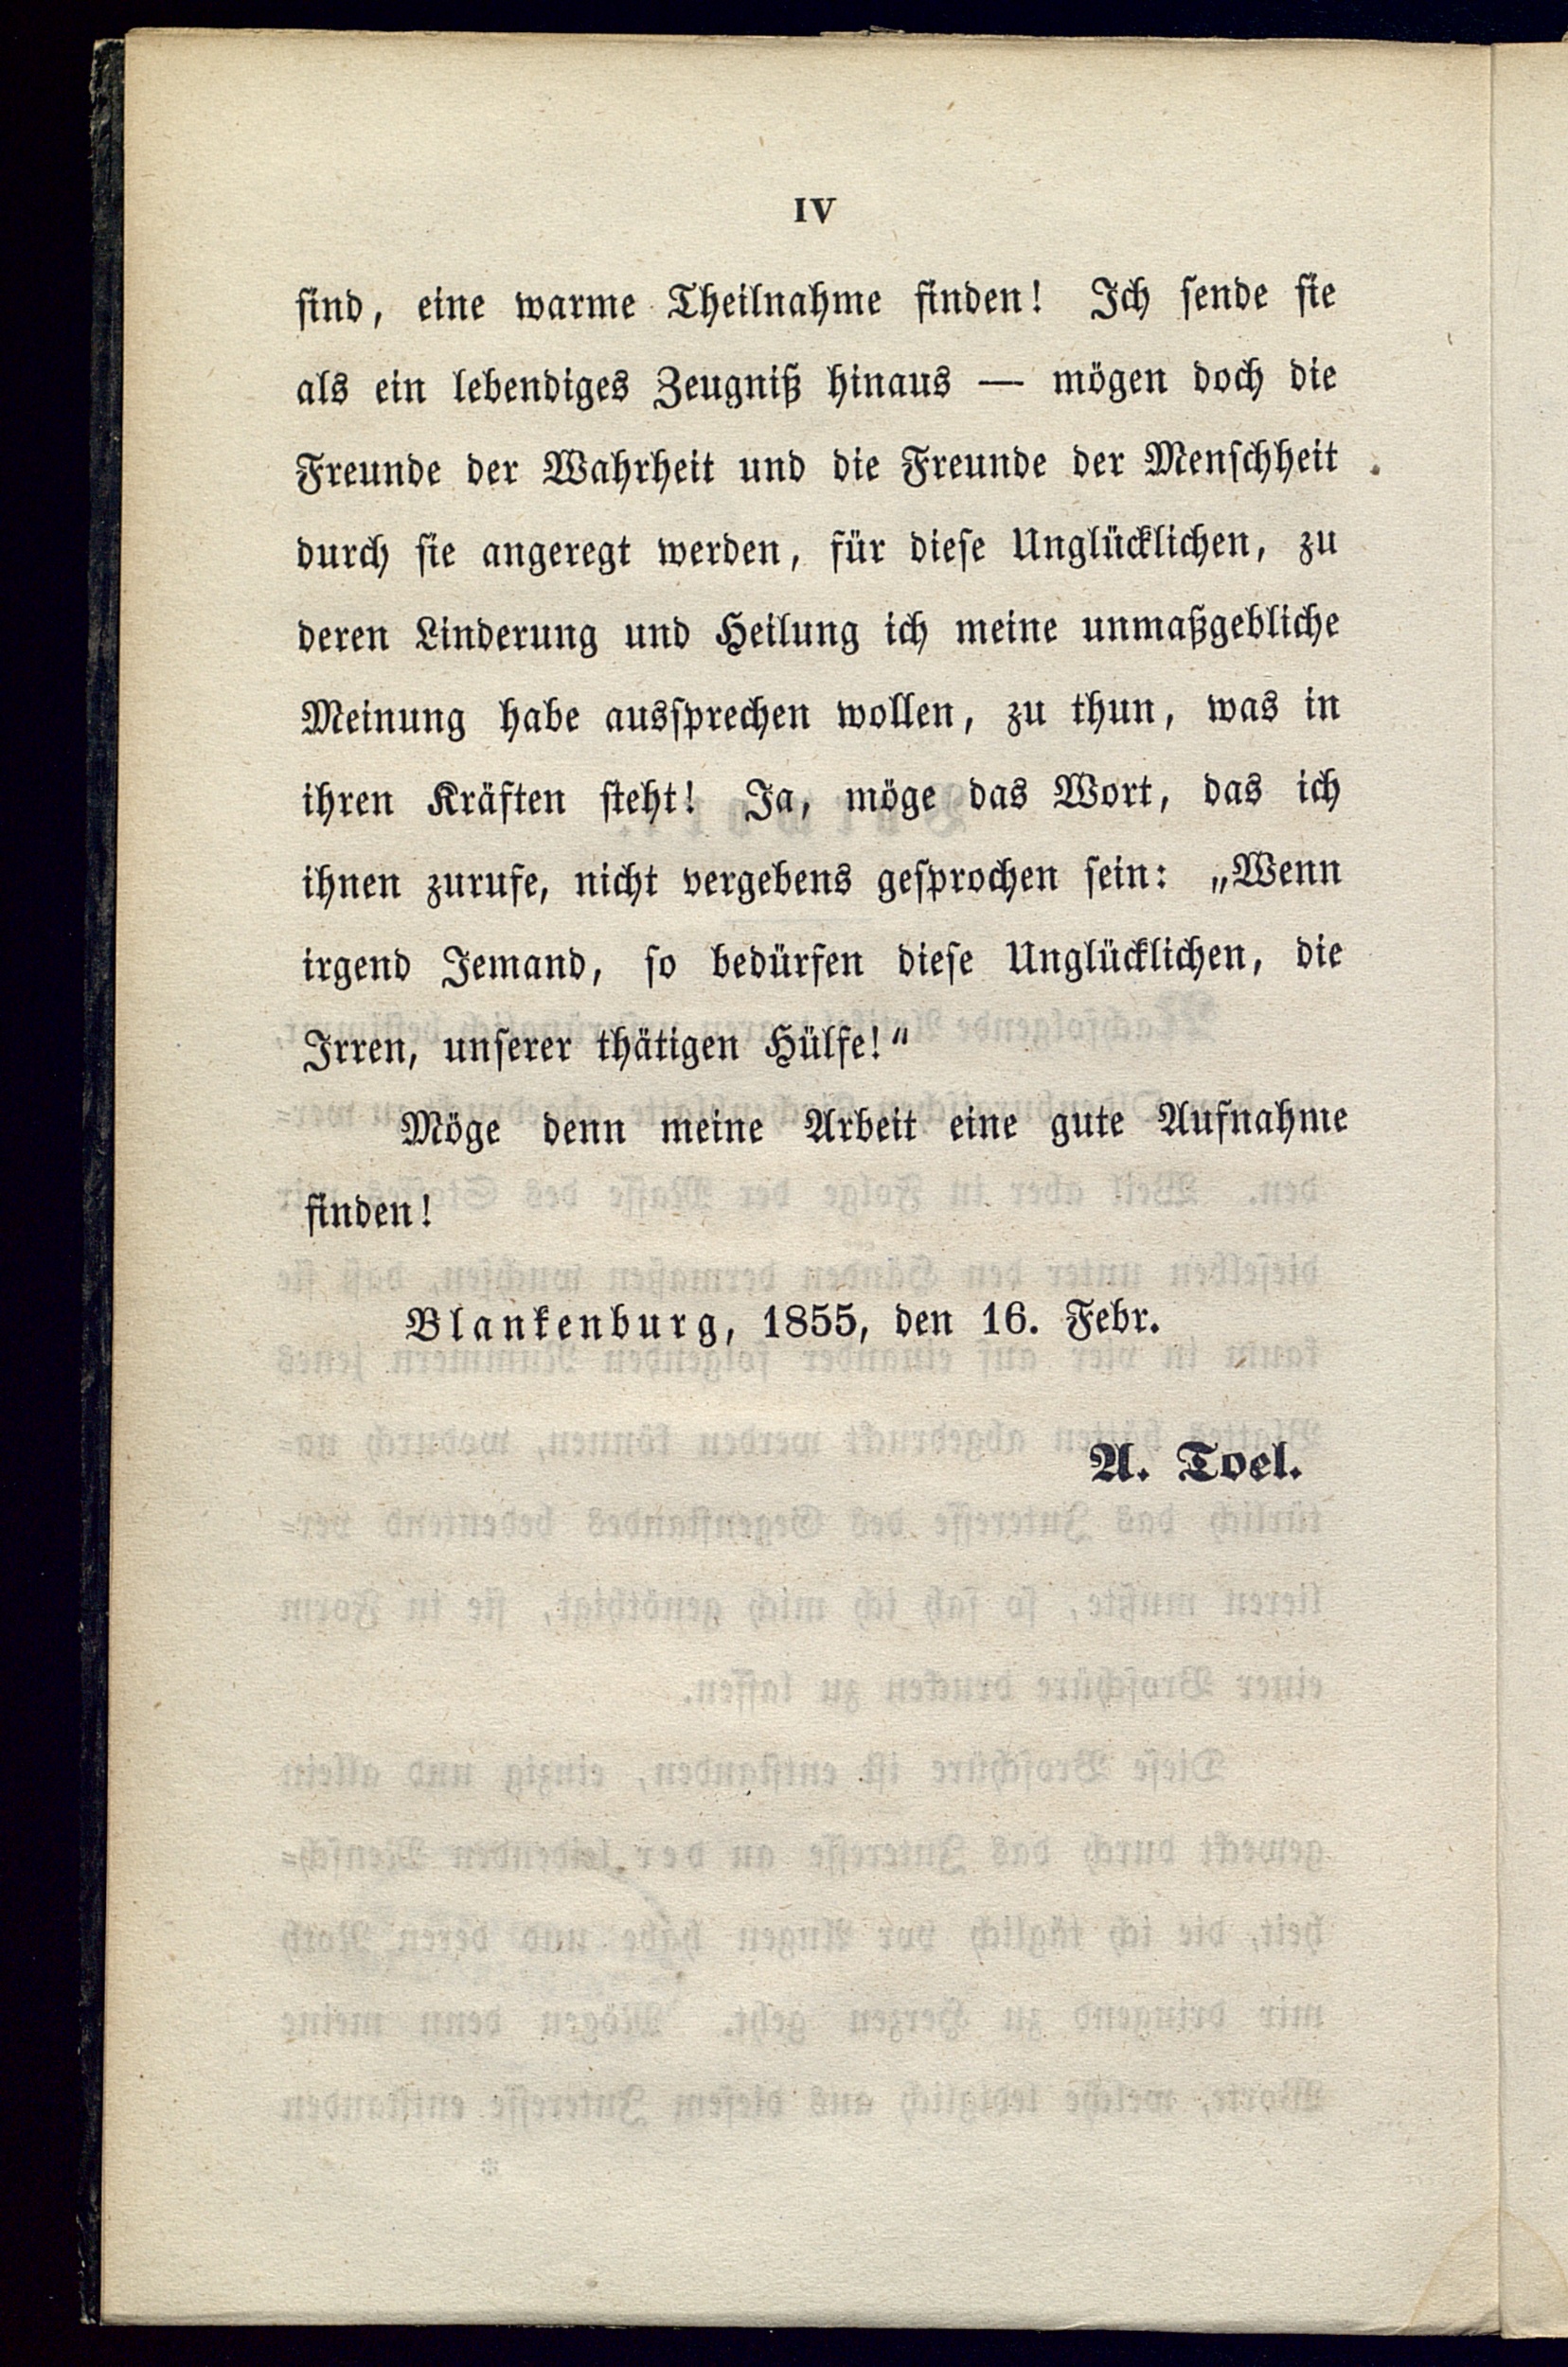 IV
sind, eine warme Theilnahme finden! Ich sende sie
als ein lebendiges Zeugniß hinaus — mögen doch die
Freunde der Wahrheit und die Freunde der Menschheit
durch sie angeregt werden, für diese Unglücklichen, zu
deren Linderung und Heilung ich meine unmaßgebliche
Meinung habe aussprechen wollen, zu thun, was in
ihren Kräften steht! Ja, möge das Wort, das ich
ihnen zurufe, nicht vergebens gesprochen sein: „Wenn
irgend Jemand, so bedürfen diese Unglücklichen, die
Irren, unserer thätigen Hülfe!"
Möge denn meine Arbeit eine gute Aufnahme
finden!
Blankenburg, 1855, den 16. Febr.
A. Toel.